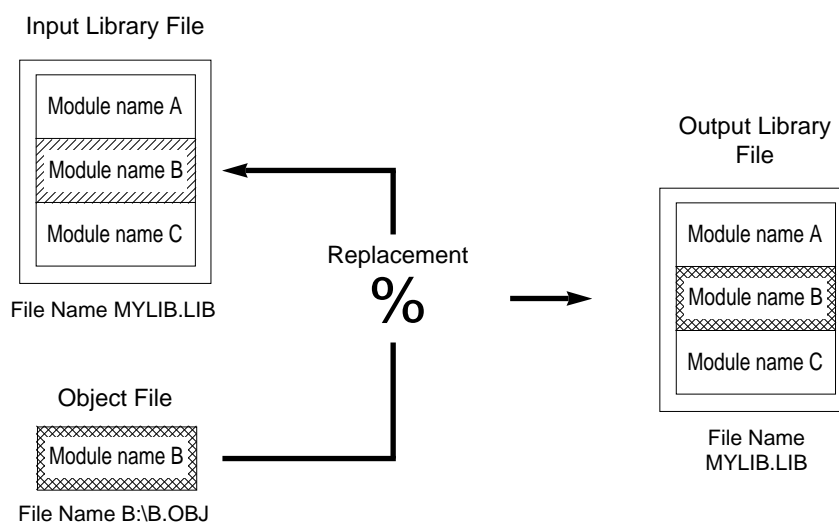 Input Library File
Module name A
Module name B
Module name C
File Name MYLIB.LIB
Object File
Module name B
File Name B:\B.OBJ
Replacement
%
Output Library
File
Module name A
Module name B
Module name C
File Name
MYLIB.LIB